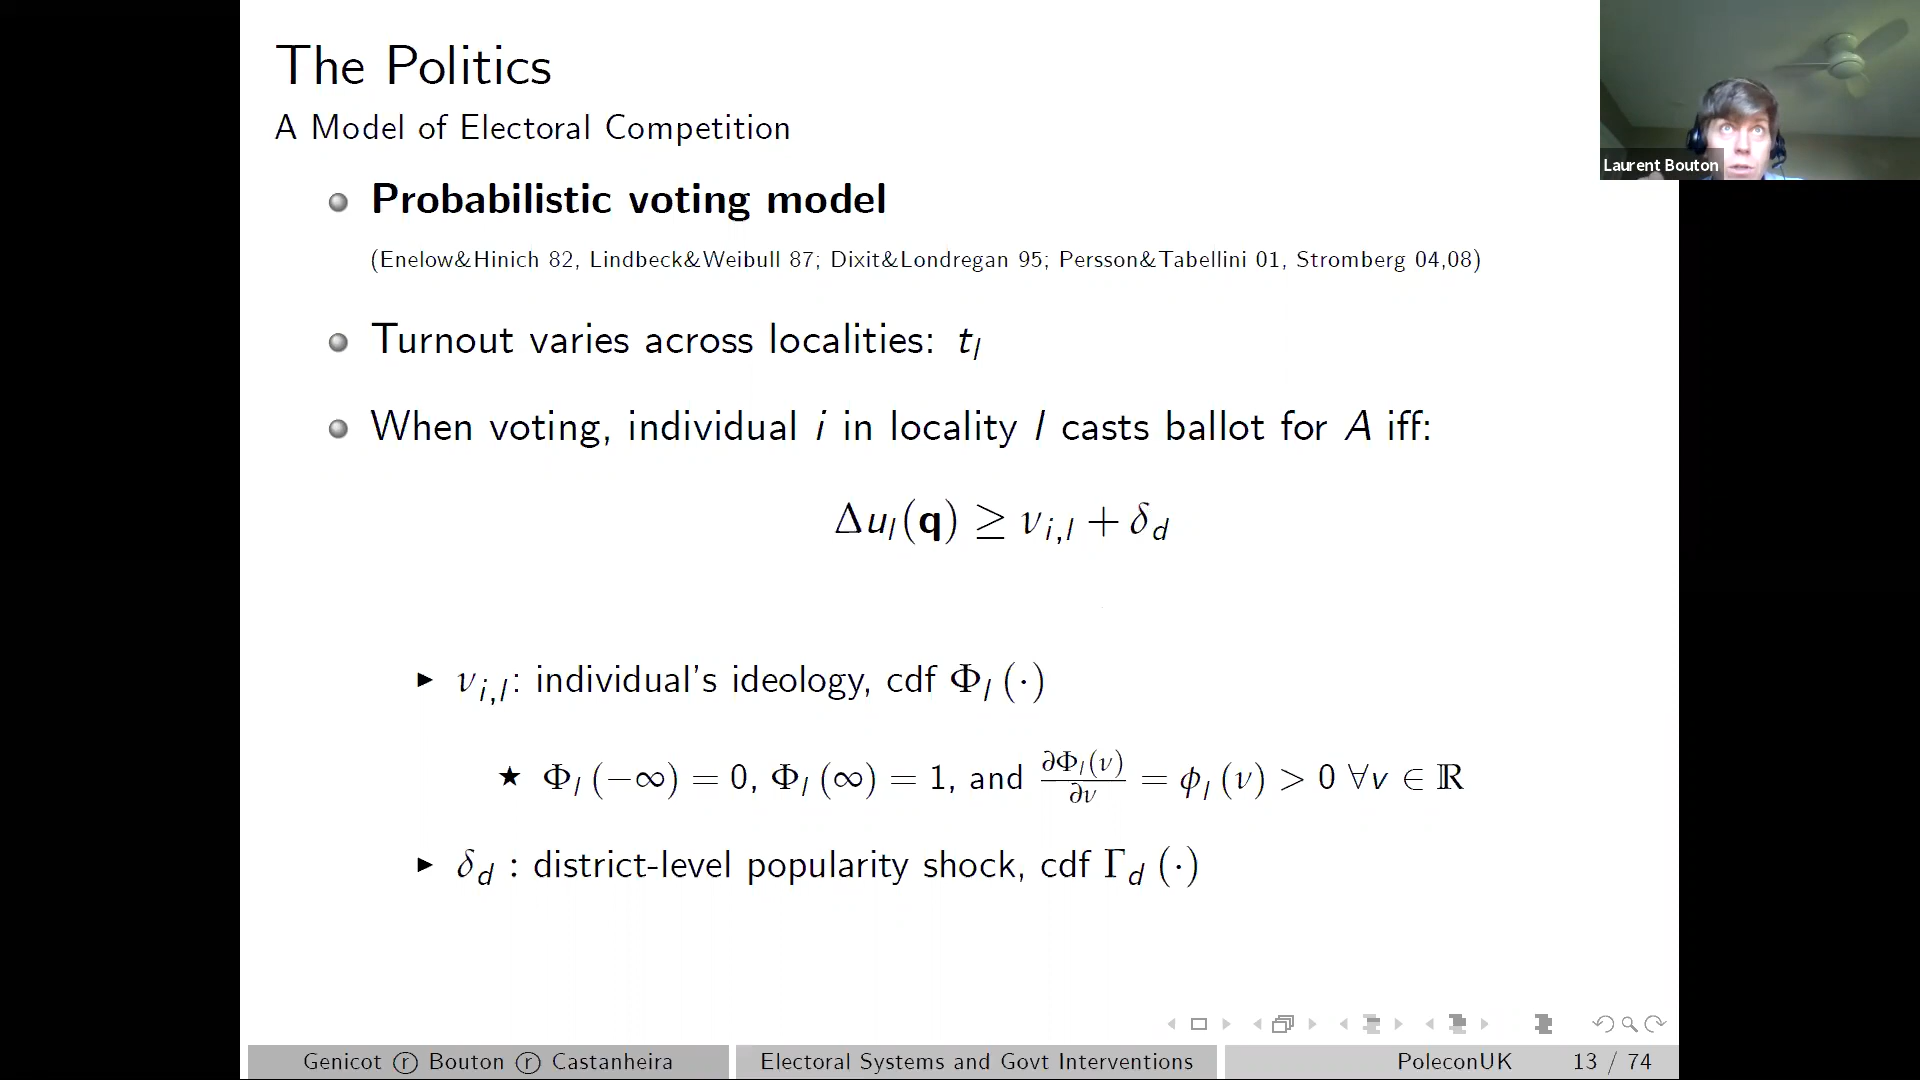 The Politics
A Model of Electoral Competition
Laurent Bouton
Probabilistic voting model
(Enelow&Hinich 82, Lindbeck&Weibull 87; Dixit&Londregan 95; Persson&Tabellini 01, Stromberg 04,08)
Turnout varies across localities: t_l
When voting, individual i in locality l casts ballot for A iff:
Δu_l(q) ≥ ν_{i,l} + δ_d
ν_{i,l}: individual's ideology, cdf Φ_l (·)
★ Φ_l (−∞) = 0, Φ_l (∞) = 1, and ∂Φ_l(ν)/∂ν = ϕ_l (ν) > 0 ∀v ∈ ℝ
δ_d : district-level popularity shock, cdf Γ_d (·)
Genicot ⓡ Bouton ⓡ Castanheira
Electoral Systems and Govt Interventions
PoleconUK 13 / 74